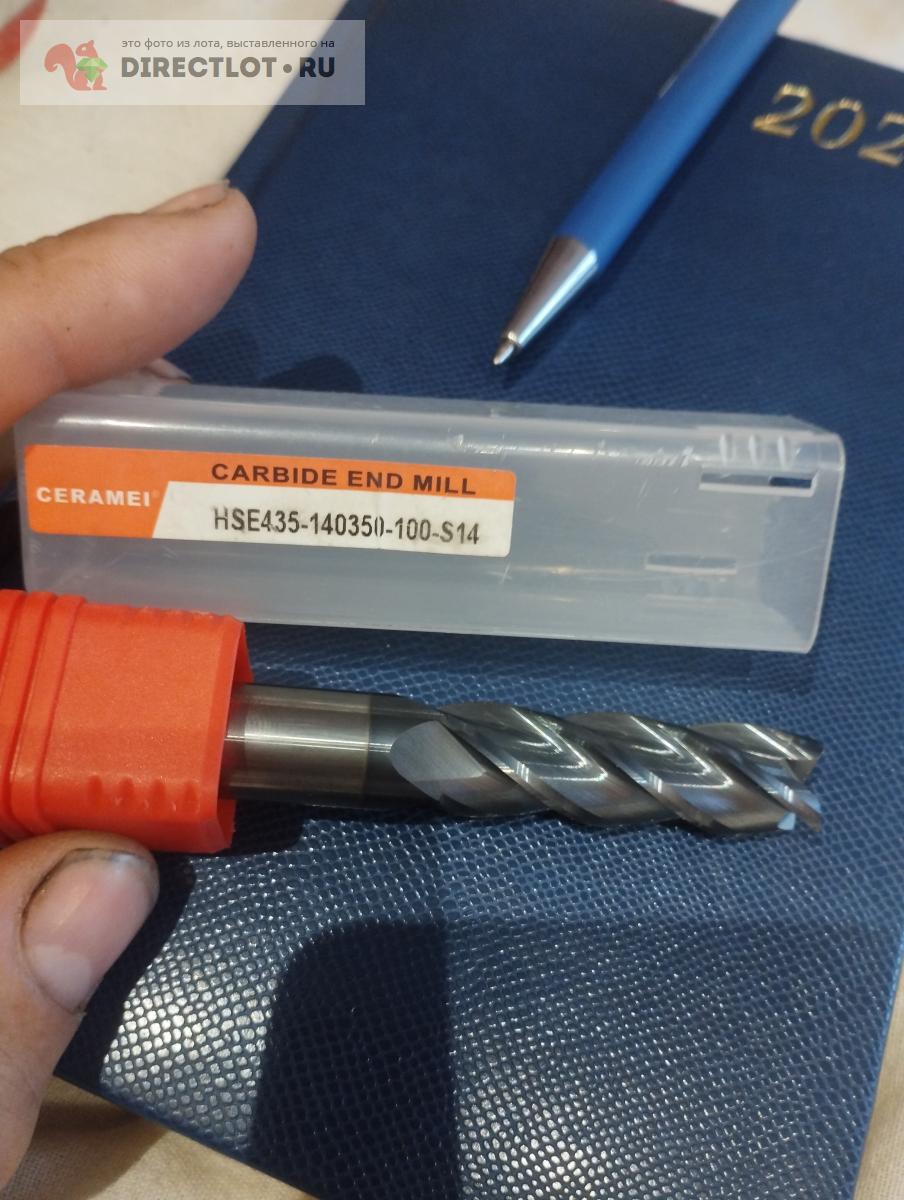 это фото из лота, выставленного на
DIRECTLOT•RU
202
CARBIDE END MILL
CERAMEI®
HSE435-140350-100-S14